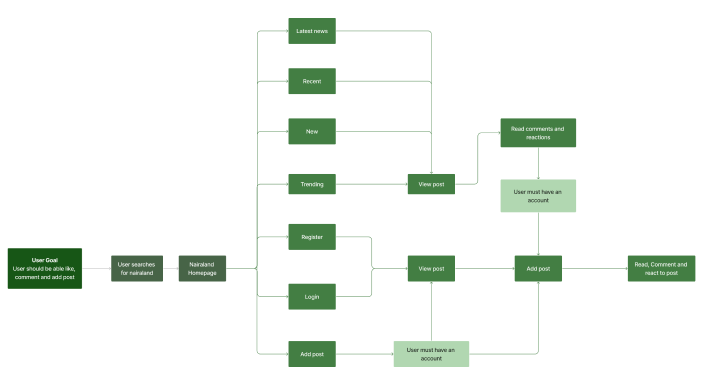 Latest news
Recent
New
Read comments and
reactions
Trending
View post
User must have an
account
Register
User Goal
User should be able like,
comment and add post
User searches
for nairaland
Nairaland
Homepage
View post
Add post
Read, Comment and
react to post
Login
Add post
User must have an
account